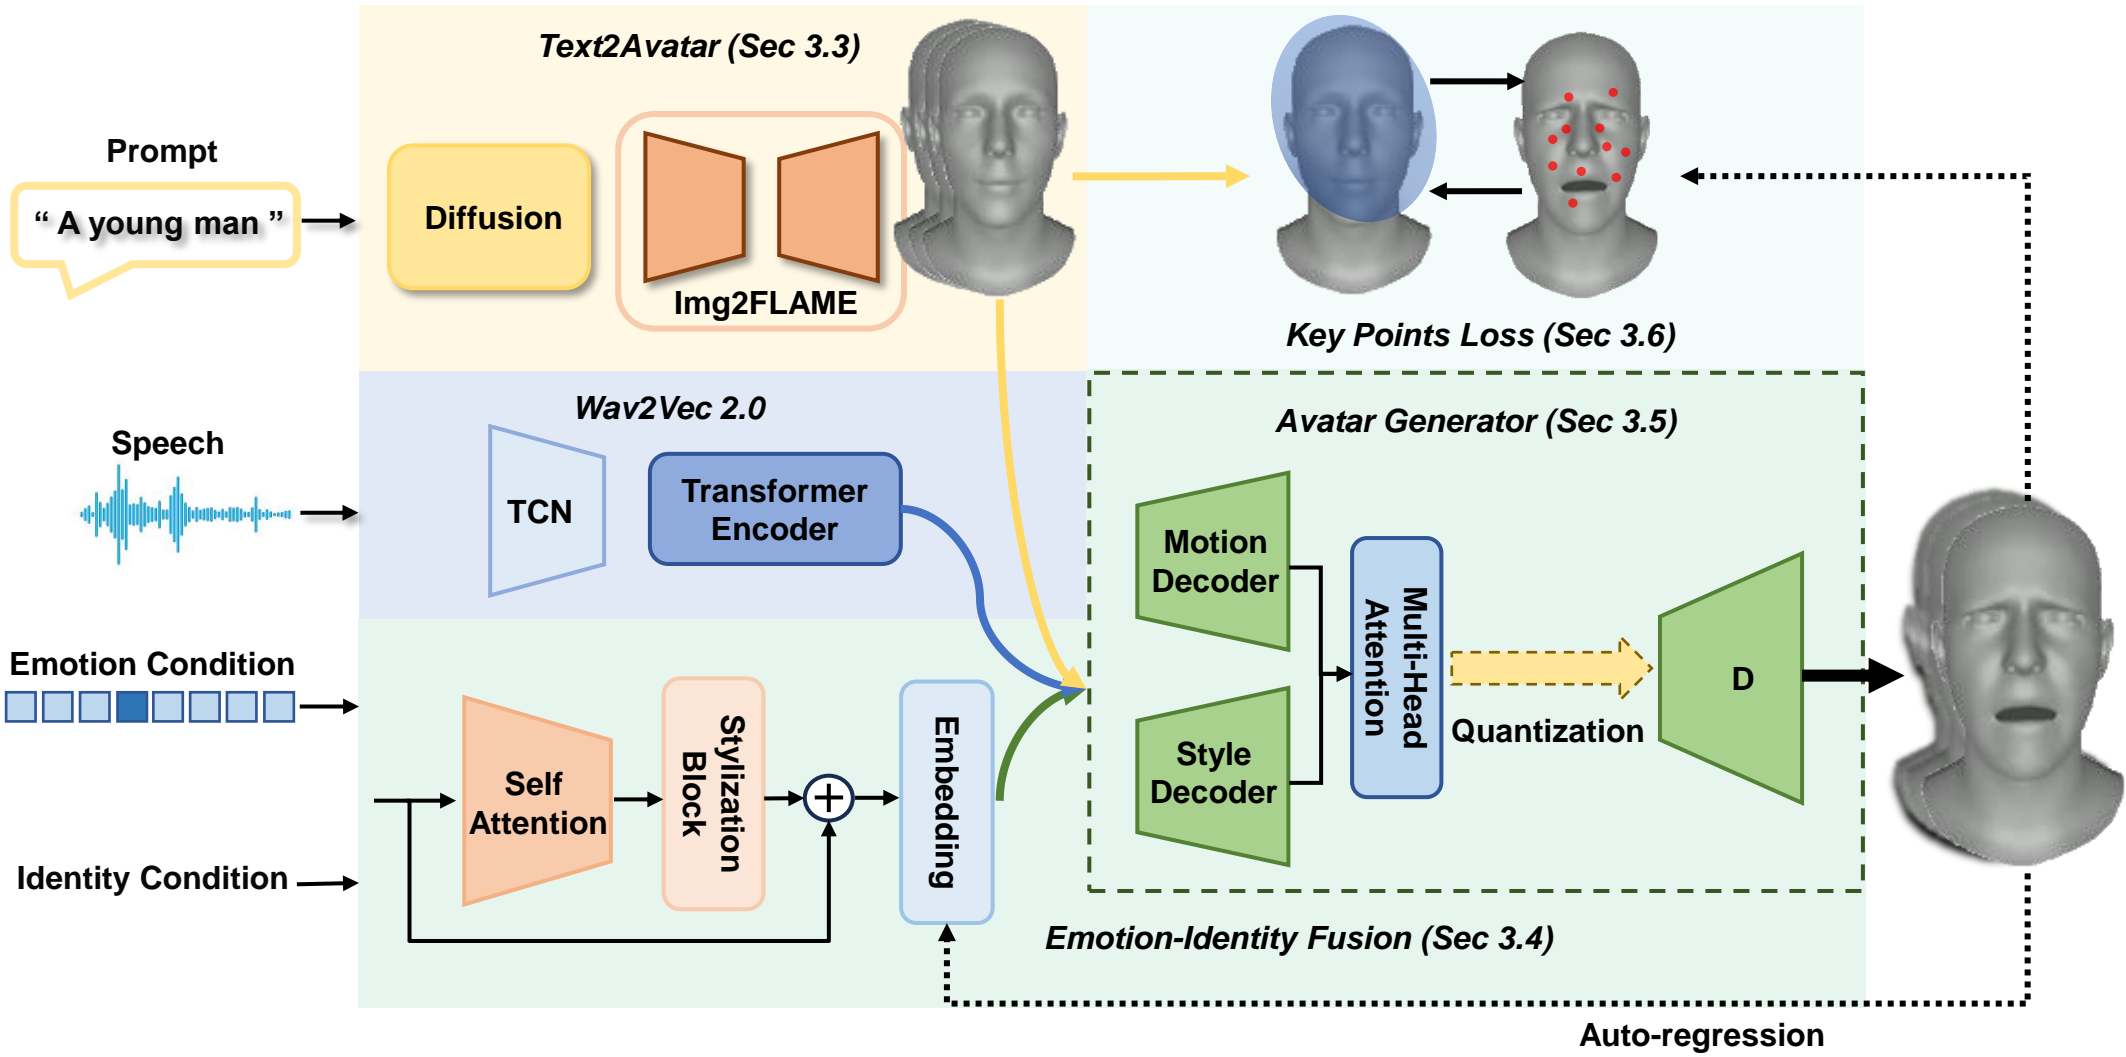 Text2Avatar (Sec 3.3)
Prompt
“ A young man ”
Diffusion
Img2FLAME
Key Points Loss (Sec 3.6)
Wav2Vec 2.0
Speech
TCN
Transformer
Encoder
Avatar Generator (Sec 3.5)
Motion
Decoder
Style
Decoder
Multi-Head
Attention
Quantization
D
Emotion Condition
Identity Condition
Self
Attention
Stylization
Block
Embedding
Emotion-Identity Fusion (Sec 3.4)
Auto-regression